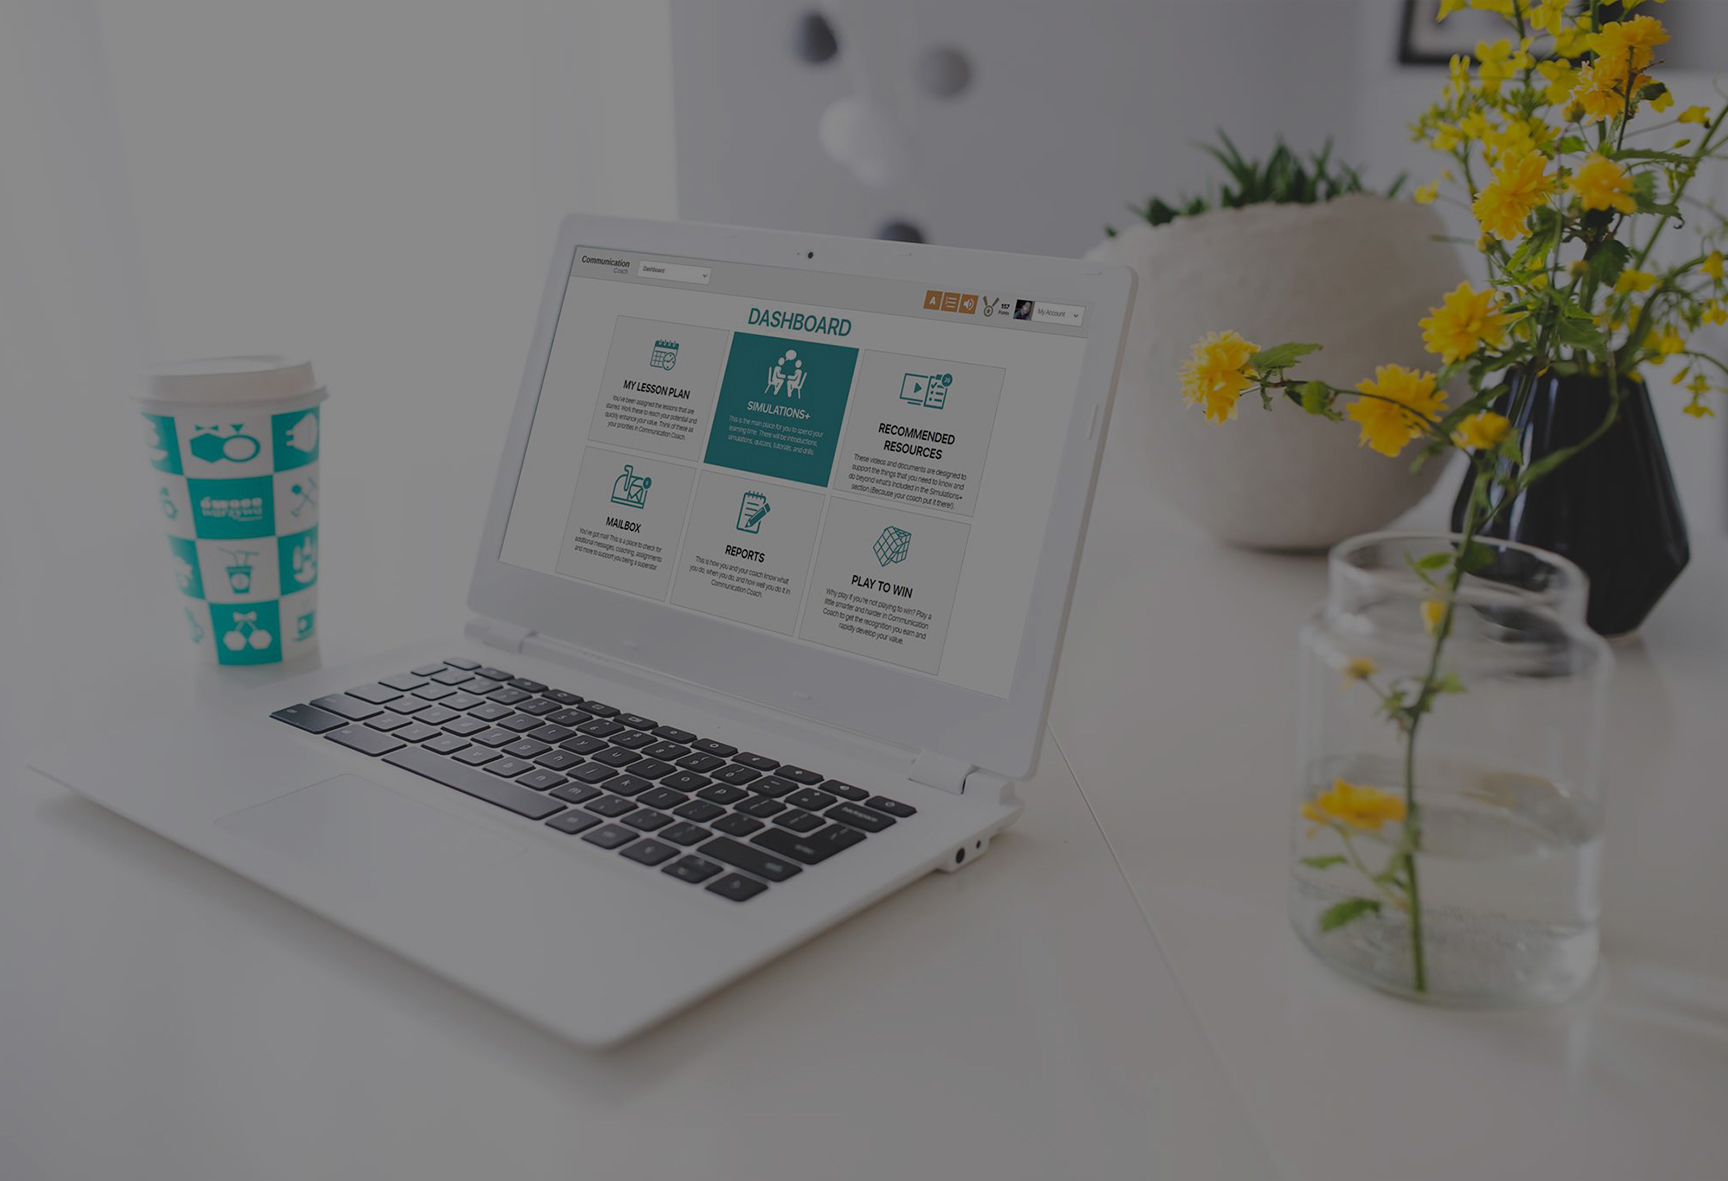 Communication
Coach
Dashboard
A
157
Points
My Account
DASHBOARD
MY LESSON PLAN
You've been assigned the lessons that are
starred. Work these to reach your potential and
quickly enhance your value. Think of these as
your priorities in Communication Coach.
SIMULATIONS+
This is the main place for you to spend your
learning time. There will be introductions,
simulations, quizzes, tutorials, and drills.
RECOMMENDED
RESOURCES
These videos and documents are designed to
support the things that you need to know and
do beyond what's included in the Simulations+
section.(Because your coach put it there!).
MAILBOX
You've got mail! This is a place to check for
additional messages, coaching, assignments
and more to support you being a superstar.
REPORTS
This is how you and your coach know what
you do, when you do, and how well you do it in
Communication Coach.
PLAY TO WIN
Why play if you're not playing to win? Play a
little smarter and harder in Communication
Coach to get the recognition you earn and
rapidly develop your value.
owoce
warzywa